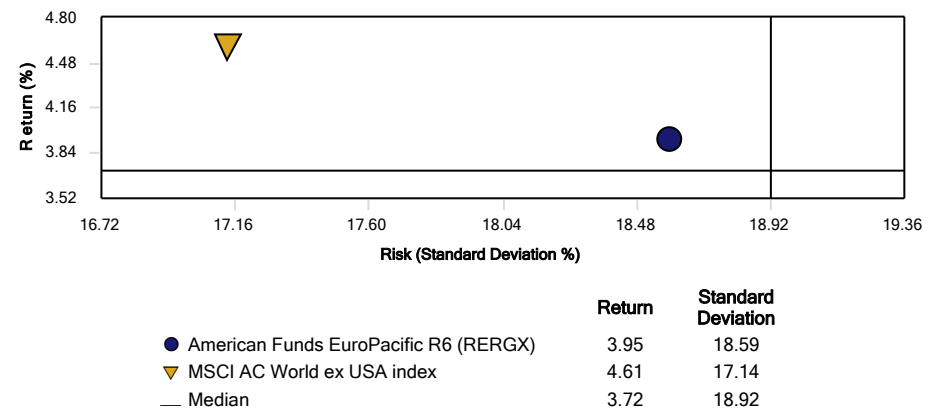 4.80
4.48
4.16
3.84
3.52
Return (%)
16.72 17.16 17.60 18.04 18.48 18.92 19.36
Risk (Standard Deviation %)
Return Standard Deviation
American Funds EuroPacific R6 (RERGX) 3.95 18.59
MSCI AC World ex USA index 4.61 17.14
Median 3.72 18.92